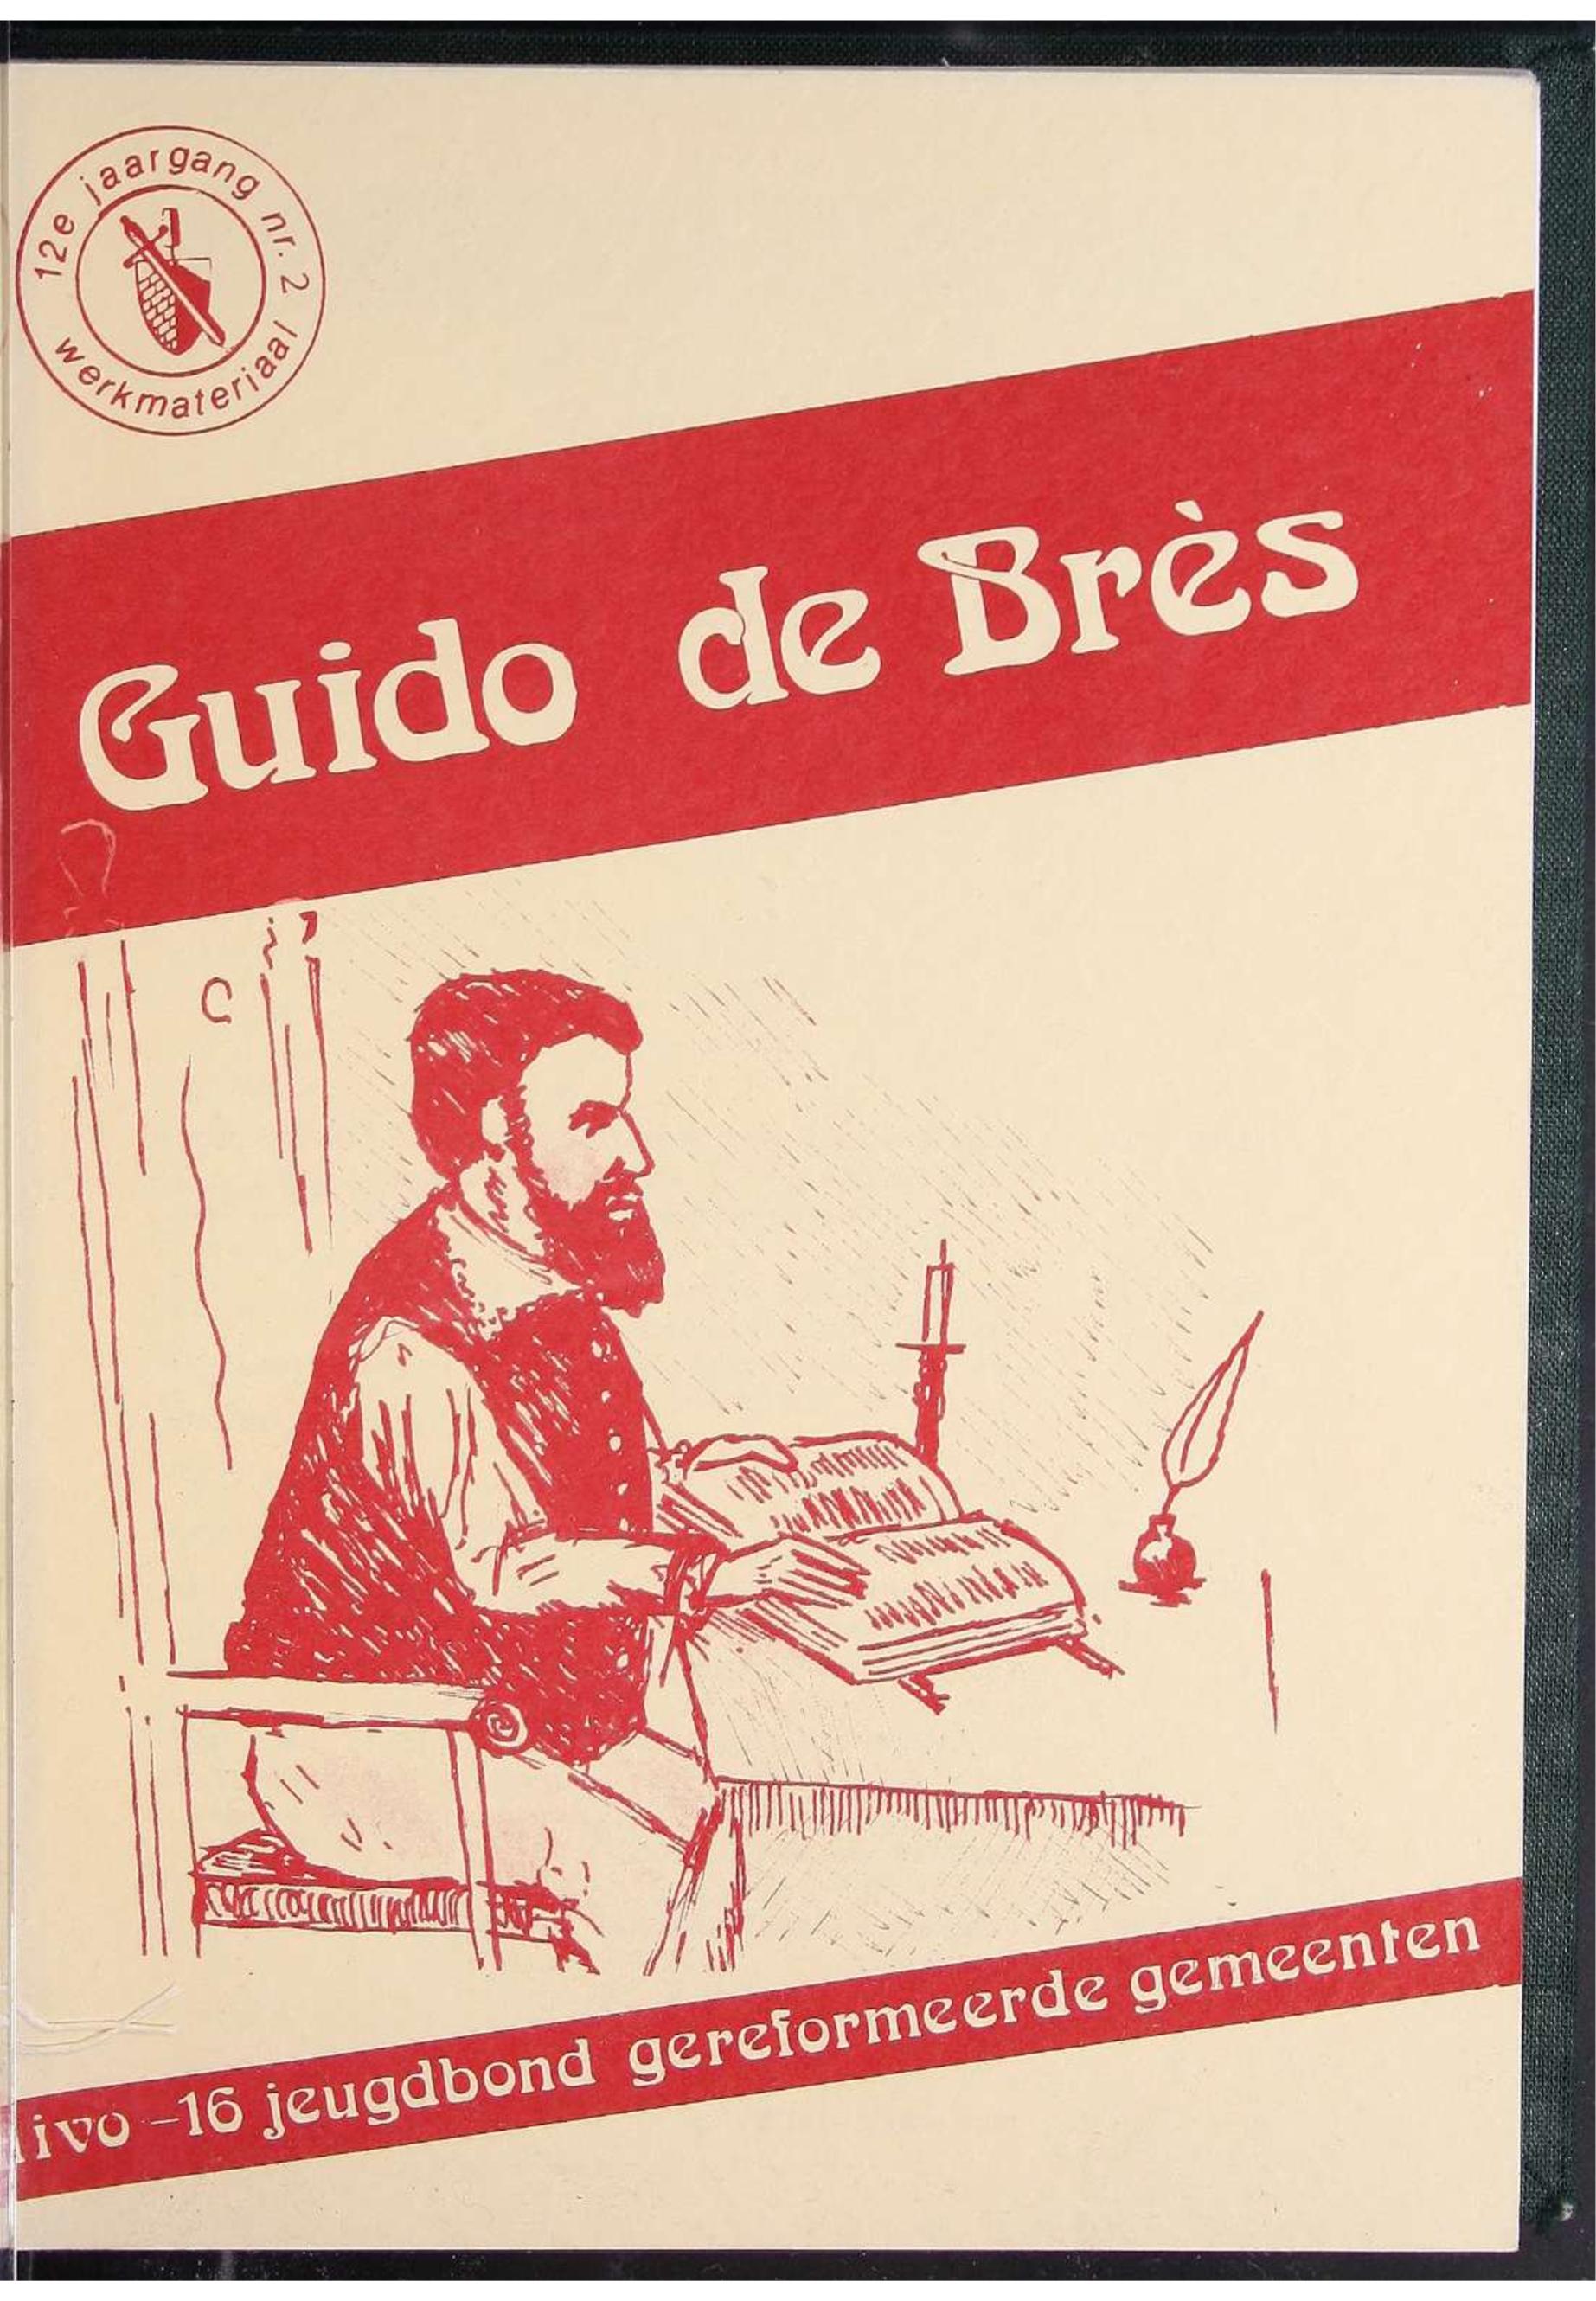 12e jaargang nr. 2
werkmateriaal
Guido de Brès
ivo -16 jeugdbond gereformeerde gemeenten